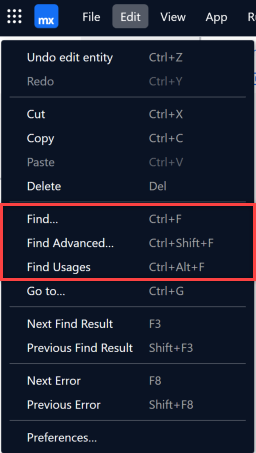 mx File Edit View App
Undo edit entity Ctrl+Z
Redo Ctrl+Y
Cut Ctrl+X
Copy Ctrl+C
Paste Ctrl+V
Delete Del
Find... Ctrl+F
Find Advanced... Ctrl+Shift+F
Find Usages Ctrl+Alt+F
Go to... Ctrl+G
Next Find Result F3
Previous Find Result Shift+F3
Next Error F8
Previous Error Shift+F8
Preferences...